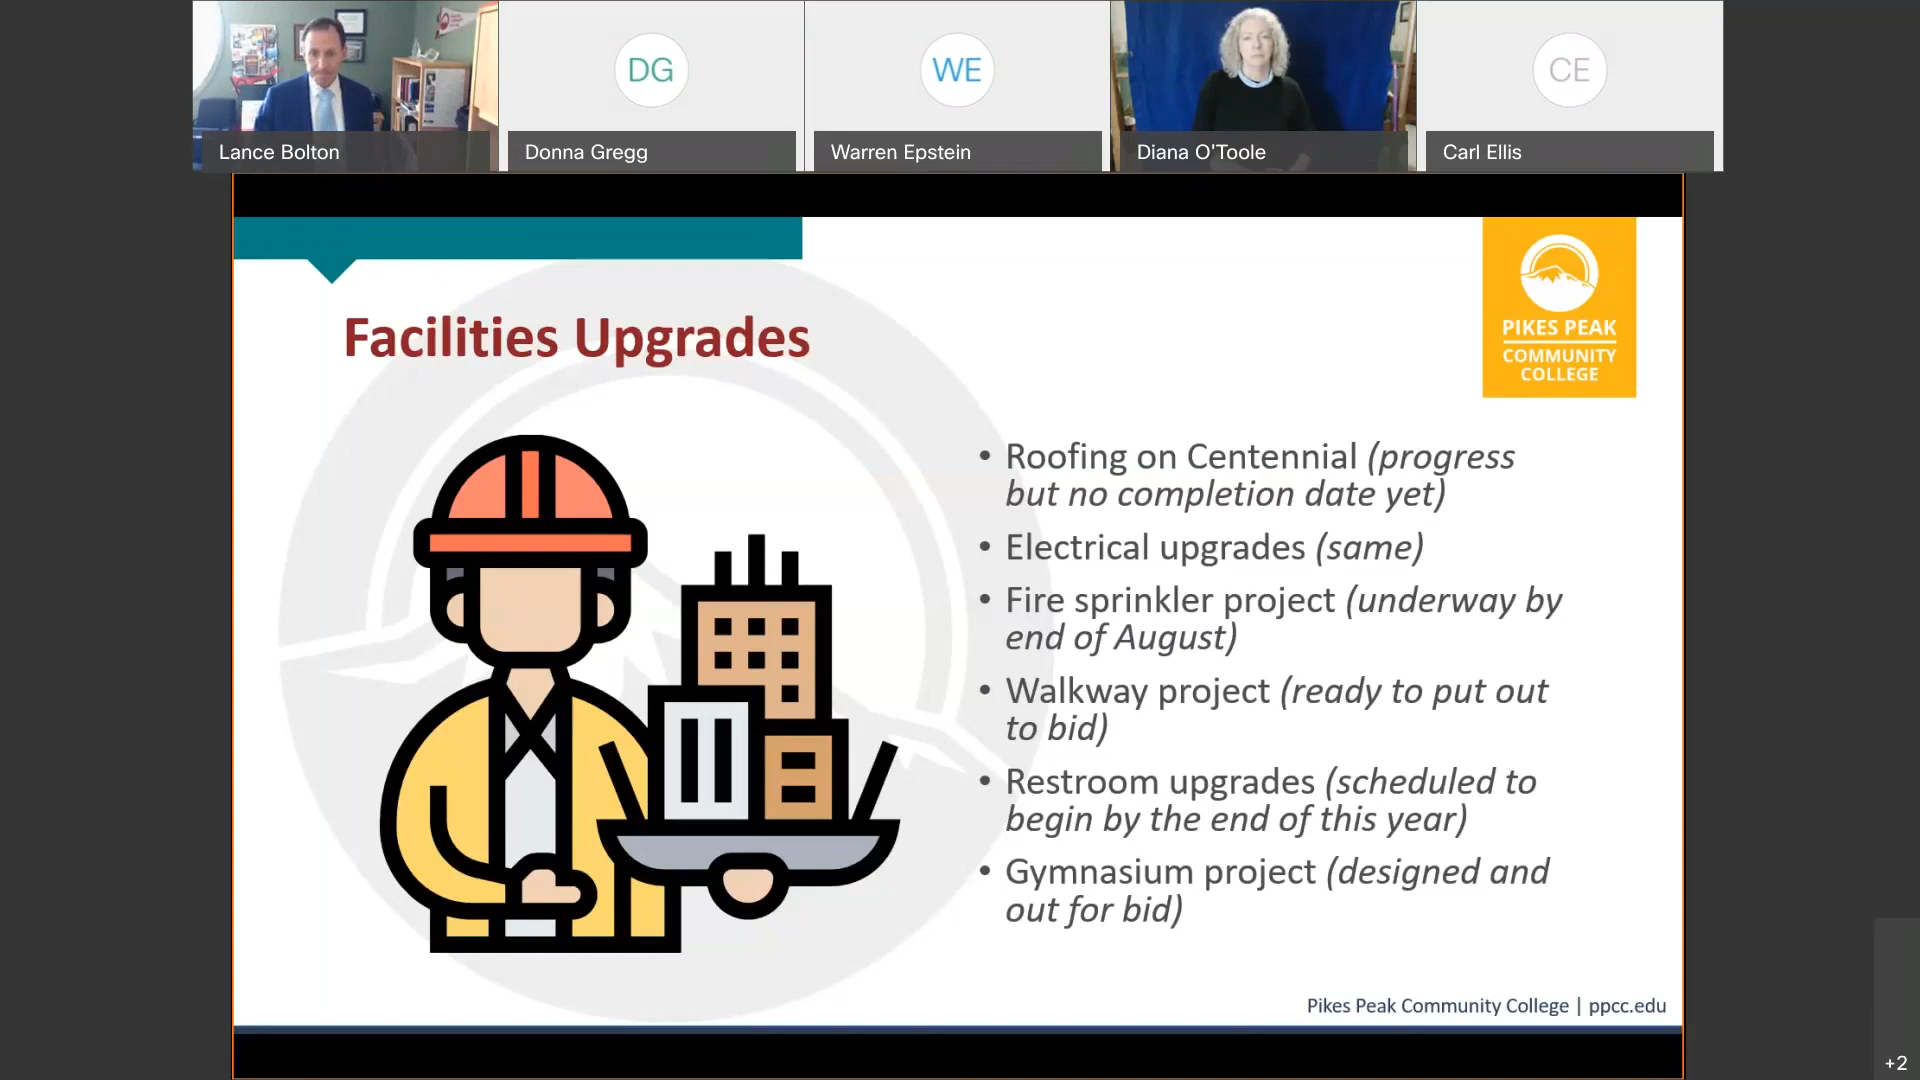 DG
WE
CE
Lance Bolton
Donna Gregg
Warren Epstein
Diana O'Toole
Carl Ellis
PIKES PEAK
COMMUNITY
COLLEGE
Facilities Upgrades
• Roofing on Centennial (progress
but no completion date yet)
• Electrical upgrades (same)
• Fire sprinkler project (underway by
end of August)
• Walkway project (ready to put out
to bid)
• Restroom upgrades (scheduled to
begin by the end of this year)
• Gymnasium project (designed and
out for bid)
Pikes Peak Community College | ppcc.edu
+2